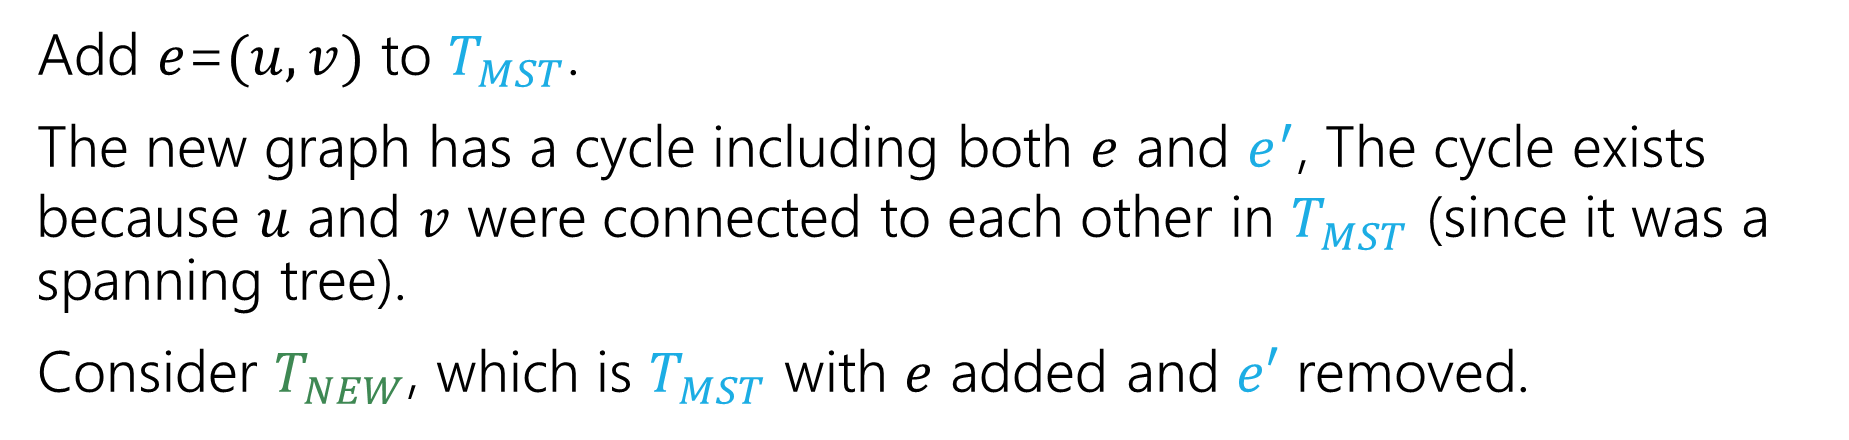 Add e=(u, v) to T_MST.
The new graph has a cycle including both e and e′, The cycle exists
because u and v were connected to each other in T_MST (since it was a
spanning tree).
Consider T_NEW, which is T_MST with e added and e′ removed.